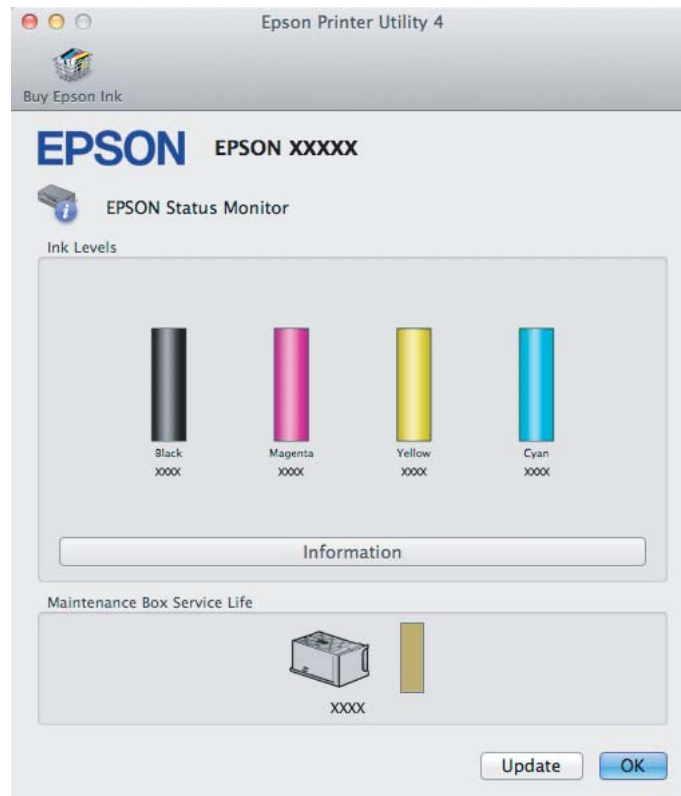 Epson Printer Utility 4
Buy Epson Ink
EPSON EPSON XXXXX
EPSON Status Monitor
Ink Levels
Black Magenta Yellow Cyan
XXXX XXXX XXXX XXXX
Information
Maintenance Box Service Life
XXXX
Update OK